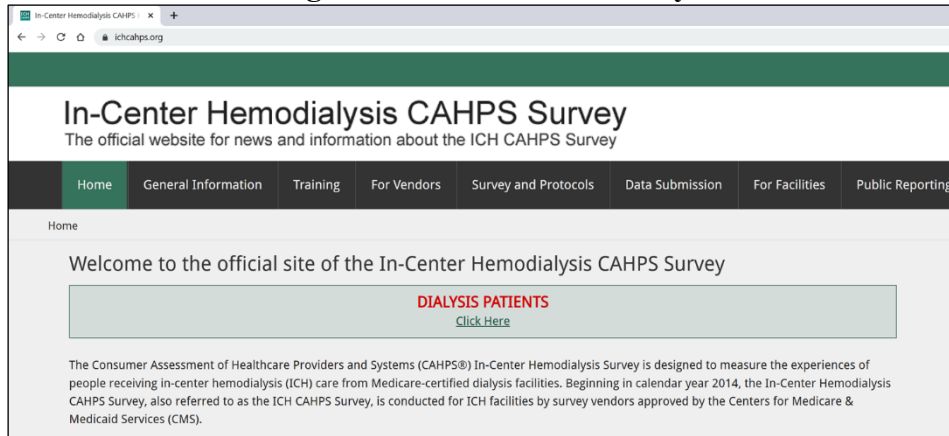 In-Center Hemodialysis CAHPS
ichcahps.org
In-Center Hemodialysis CAHPS Survey
The official website for news and information about the ICH CAHPS Survey
Home General Information Training For Vendors Survey and Protocols Data Submission For Facilities Public Reporting
Home
Welcome to the official site of the In-Center Hemodialysis CAHPS Survey
DIALYSIS PATIENTS
Click Here
The Consumer Assessment of Healthcare Providers and Systems (CAHPS®) In-Center Hemodialysis Survey is designed to measure the experiences of
people receiving in-center hemodialysis (ICH) care from Medicare-certified dialysis facilities. Beginning in calendar year 2014, the In-Center Hemodialysis
CAHPS Survey, also referred to as the ICH CAHPS Survey, is conducted for ICH facilities by survey vendors approved by the Centers for Medicare &
Medicaid Services (CMS).